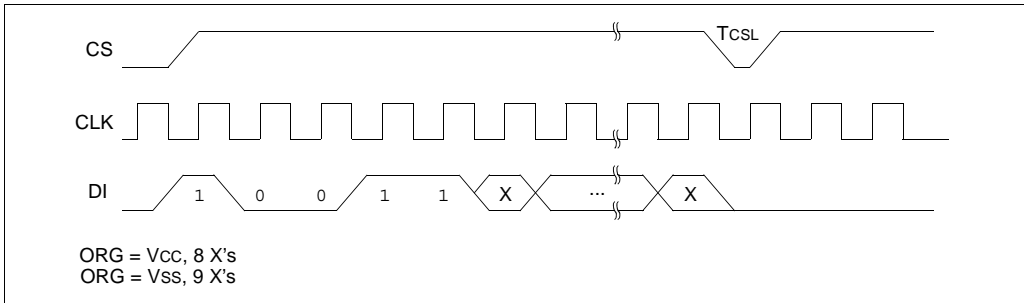 CS
TCSL
CLK
DI
1 0 0 1 1 X ... X
ORG = VCC, 8 X's
ORG = VSS, 9 X's